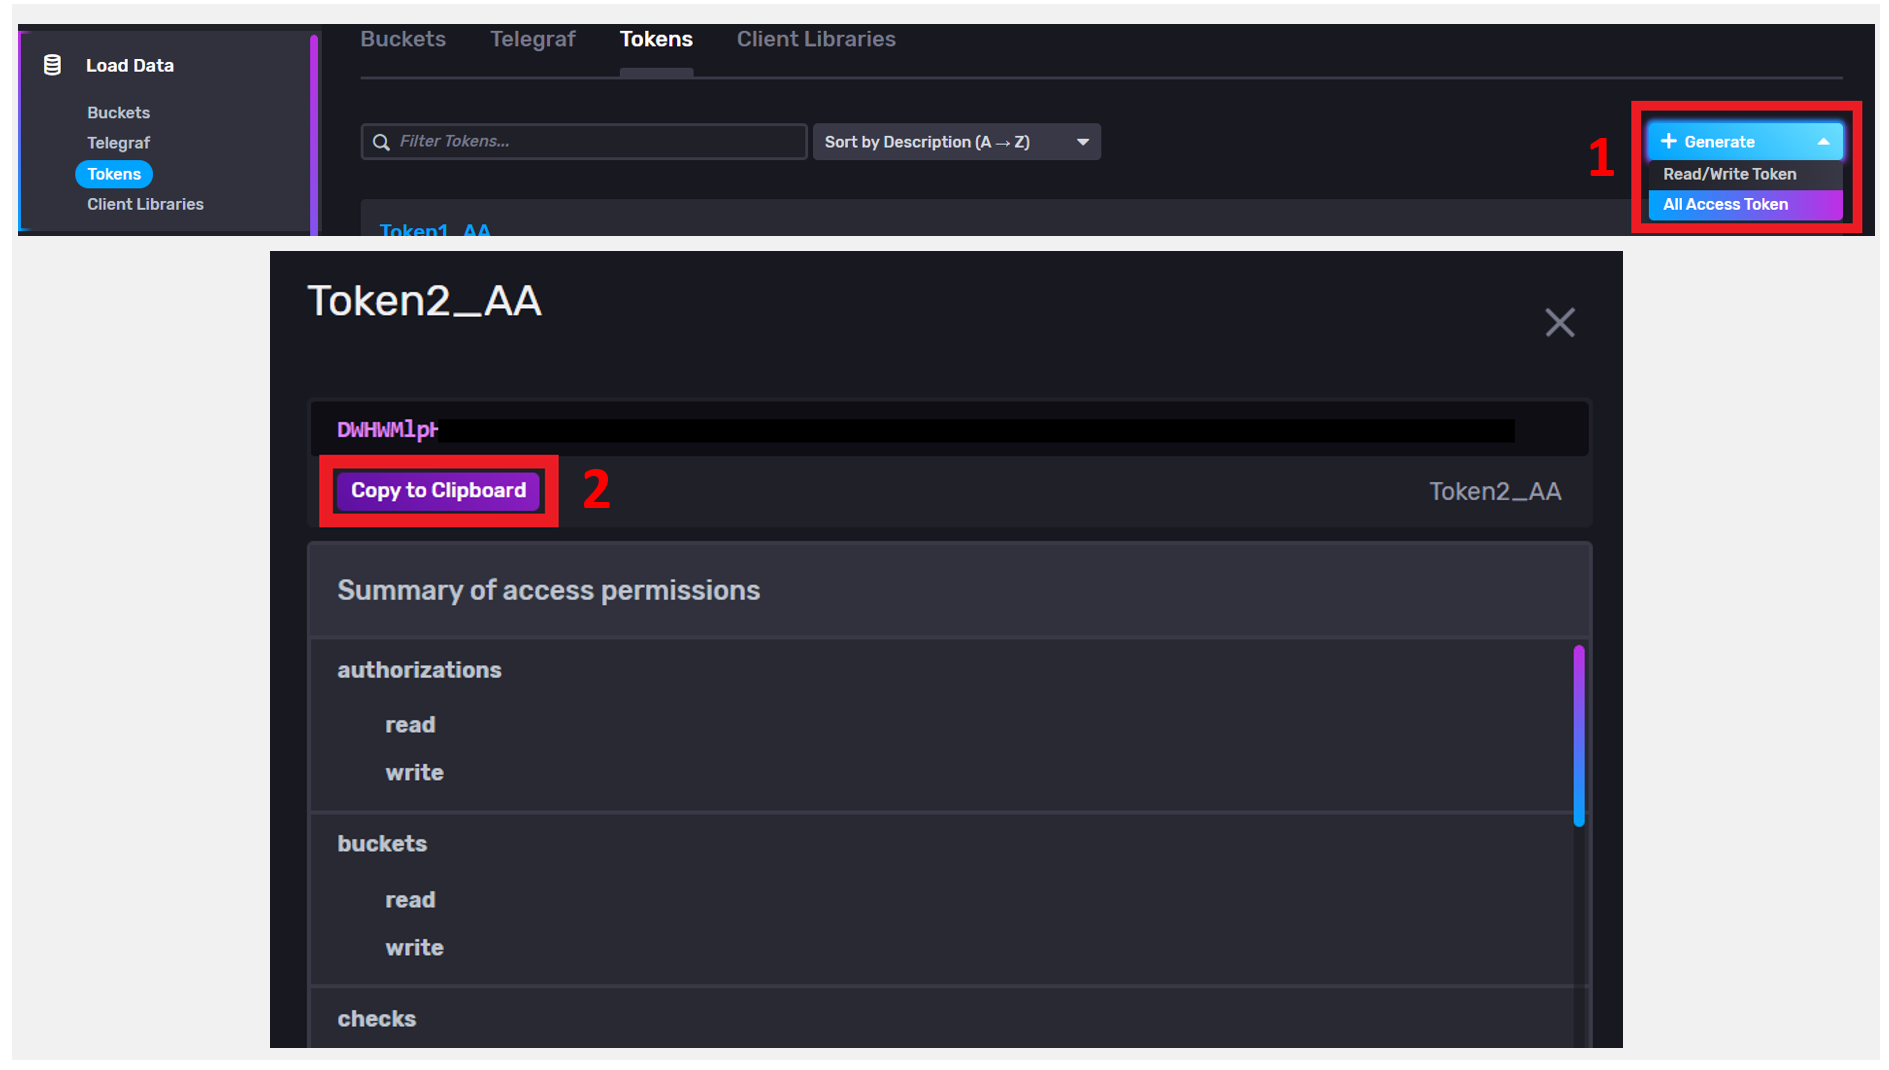 Load Data
Buckets
Telegraf
Tokens
Client Libraries
Buckets Telegraf Tokens Client Libraries
Filter Tokens...
Sort by Description (A → Z)
1
+ Generate
Read/Write Token
All Access Token
Token1_AA
Token2_AA
DWHWMlpH
Copy to Clipboard
2
Token2_AA
Summary of access permissions
authorizations
read
write
buckets
read
write
checks